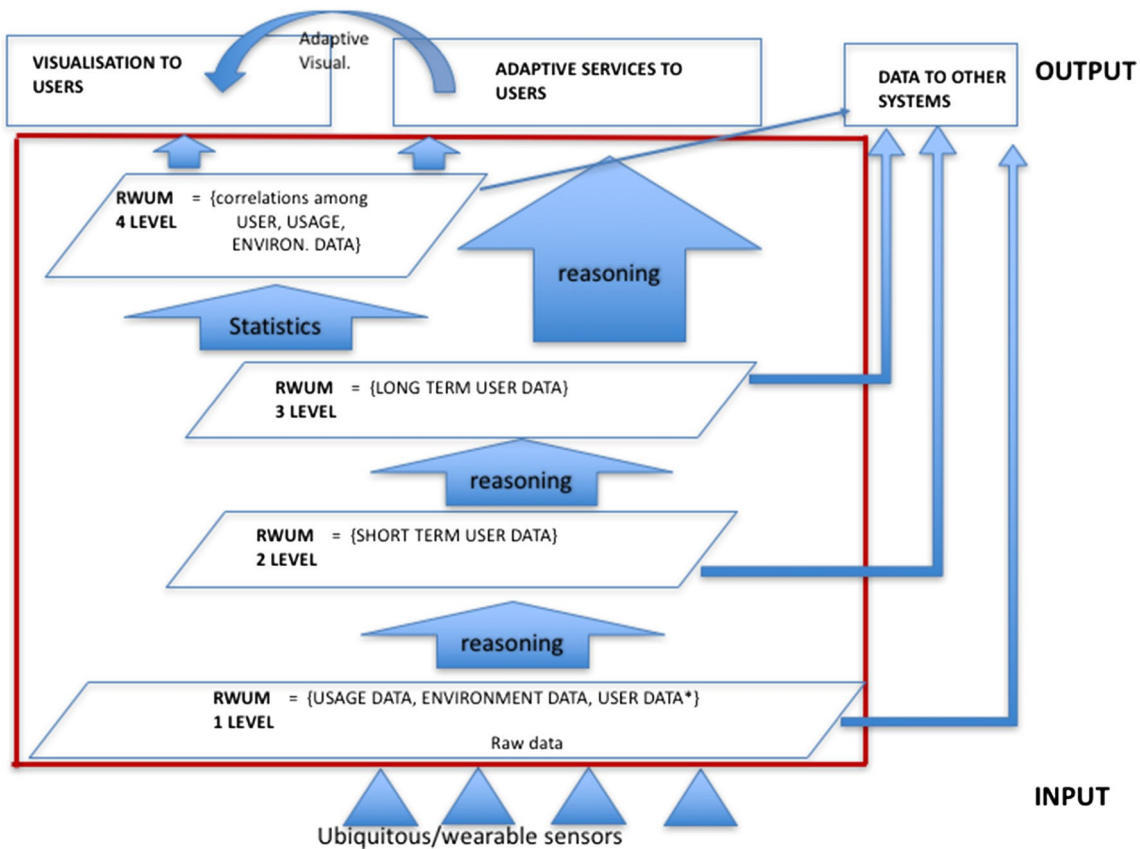 Adaptive
Visual.
VISUALISATION TO
USERS
ADAPTIVE SERVICES TO
USERS
DATA TO OTHER
SYSTEMS
OUTPUT
RWUM = {correlations among
4 LEVEL USER, USAGE,
ENVIRON. DATA}
reasoning
Statistics
RWUM = {LONG TERM USER DATA}
3 LEVEL
reasoning
RWUM = {SHORT TERM USER DATA}
2 LEVEL
reasoning
RWUM = {USAGE DATA, ENVIRONMENT DATA, USER DATA*}
1 LEVEL
Raw data
INPUT
Ubiquitous/wearable sensors